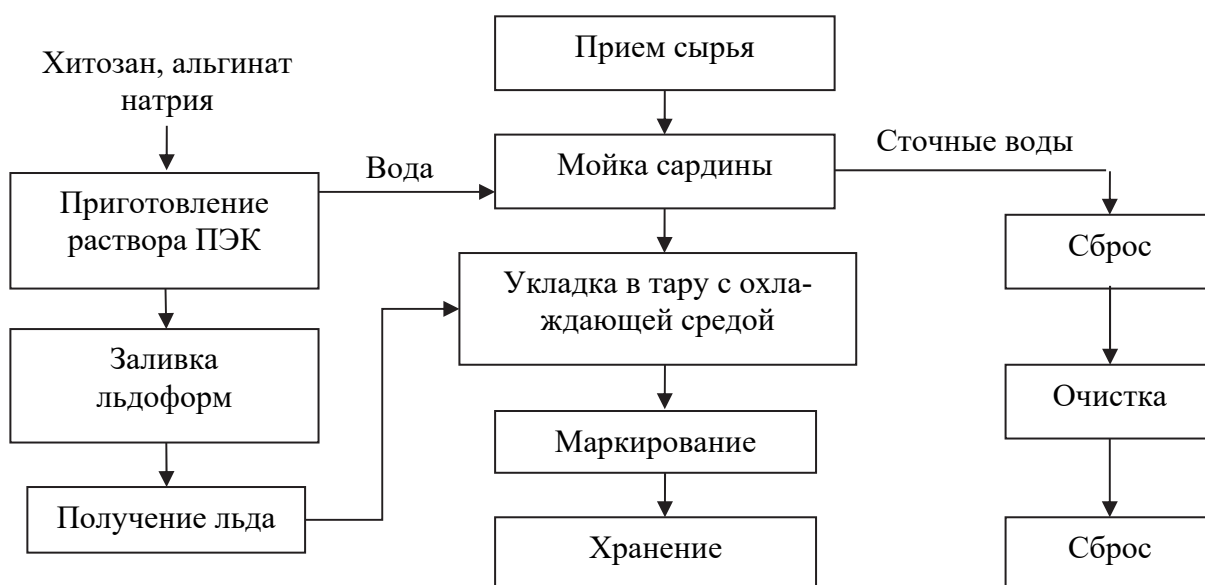 Хитозан, альгинат
натрия
Приготовление
раствора ПЭК
Заливка
льдоформ
Получение льда
Вода
Прием сырья
Мойка сардины
Укладка в тару с охла-
ждающей средой
Маркирование
Хранение
Сточные воды
Сброс
Очистка
Сброс